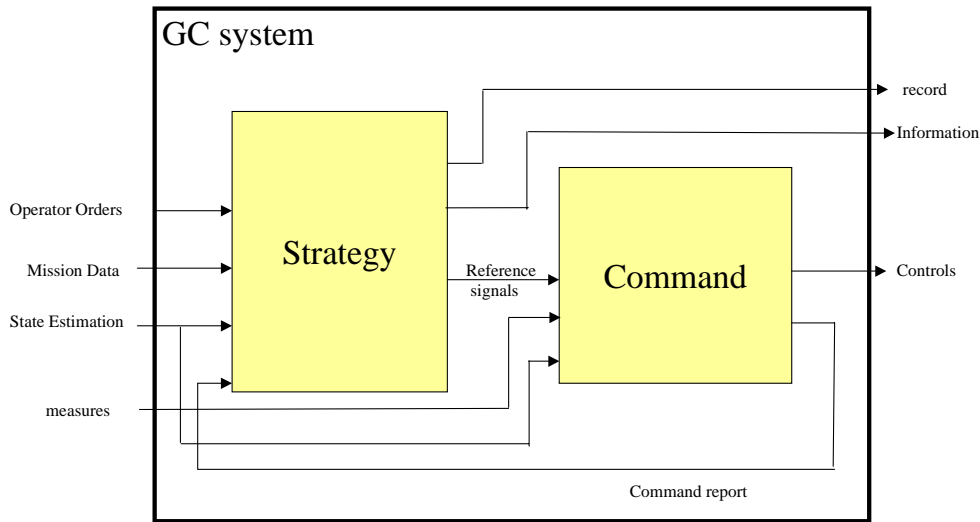 GC system
record
Information
Operator Orders
Strategy
Command
Mission Data
Reference
signals
Controls
State Estimation
measures
Command report